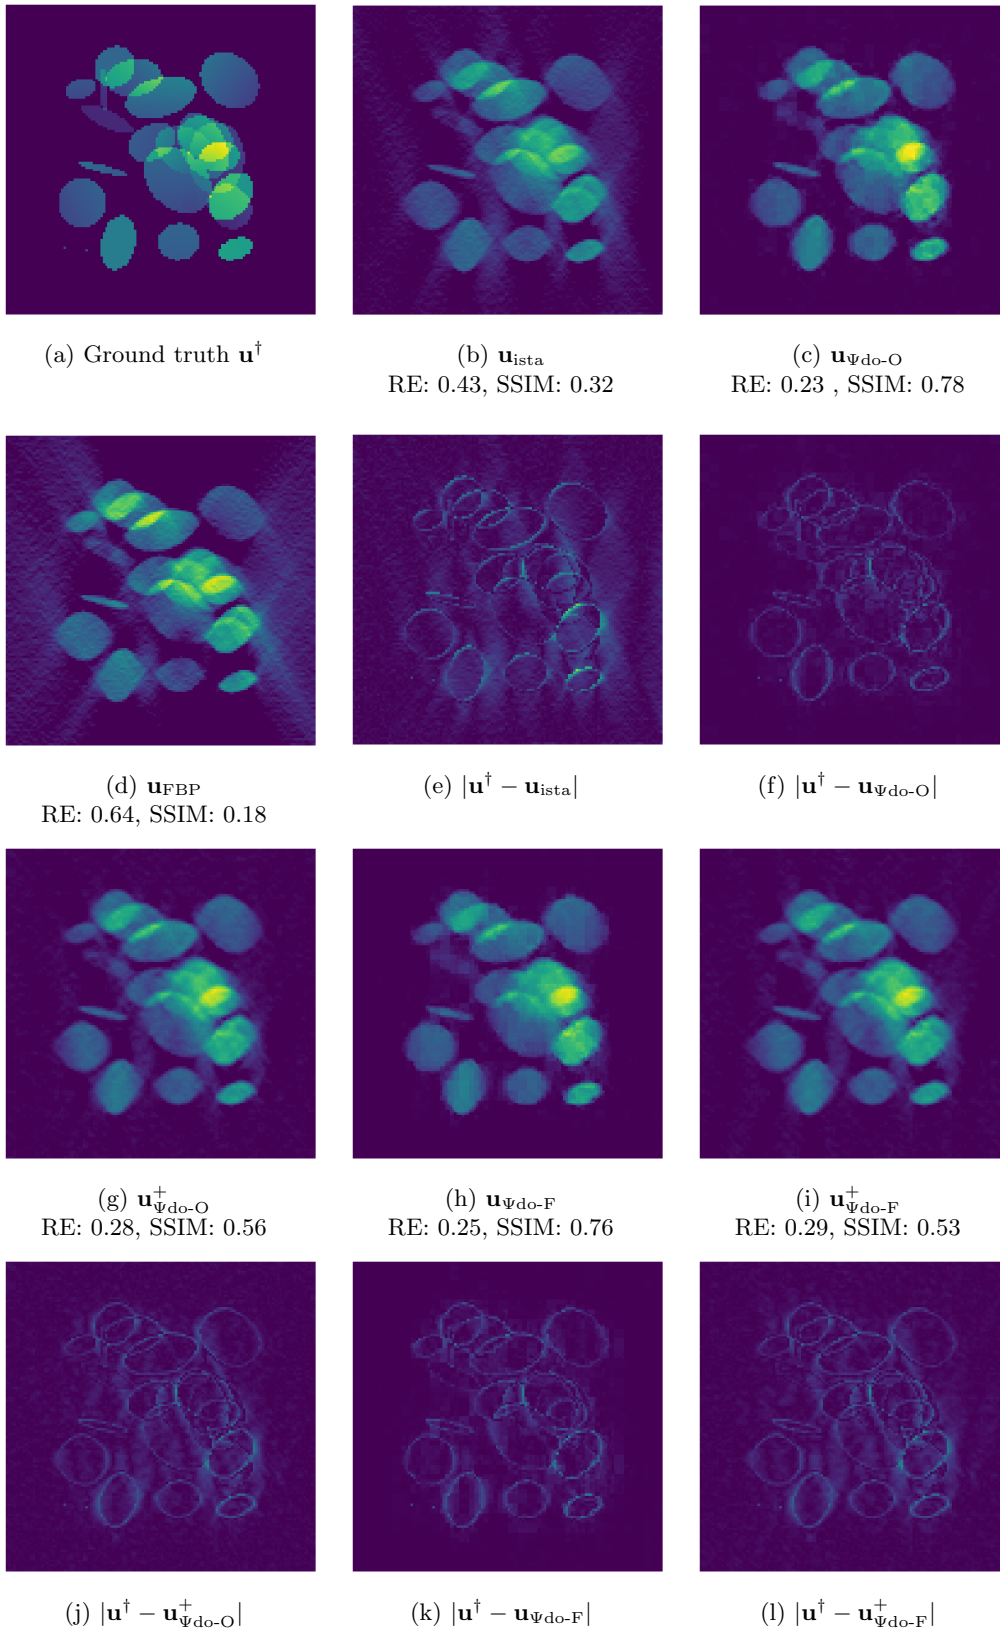 (a) Ground truth u†
(b) u_ista
RE: 0.43, SSIM: 0.32
(c) u_Ψdo-O
RE: 0.23 , SSIM: 0.78
(d) u_FBP
RE: 0.64, SSIM: 0.18
(e) |u† − u_ista|
(f) |u† − u_Ψdo-O|
(g) u⁺_Ψdo-O
RE: 0.28, SSIM: 0.56
(h) u_Ψdo-F
RE: 0.25, SSIM: 0.76
(i) u⁺_Ψdo-F
RE: 0.29, SSIM: 0.53
(j) |u† − u⁺_Ψdo-O|
(k) |u† − u_Ψdo-F|
(l) |u† − u⁺_Ψdo-F|